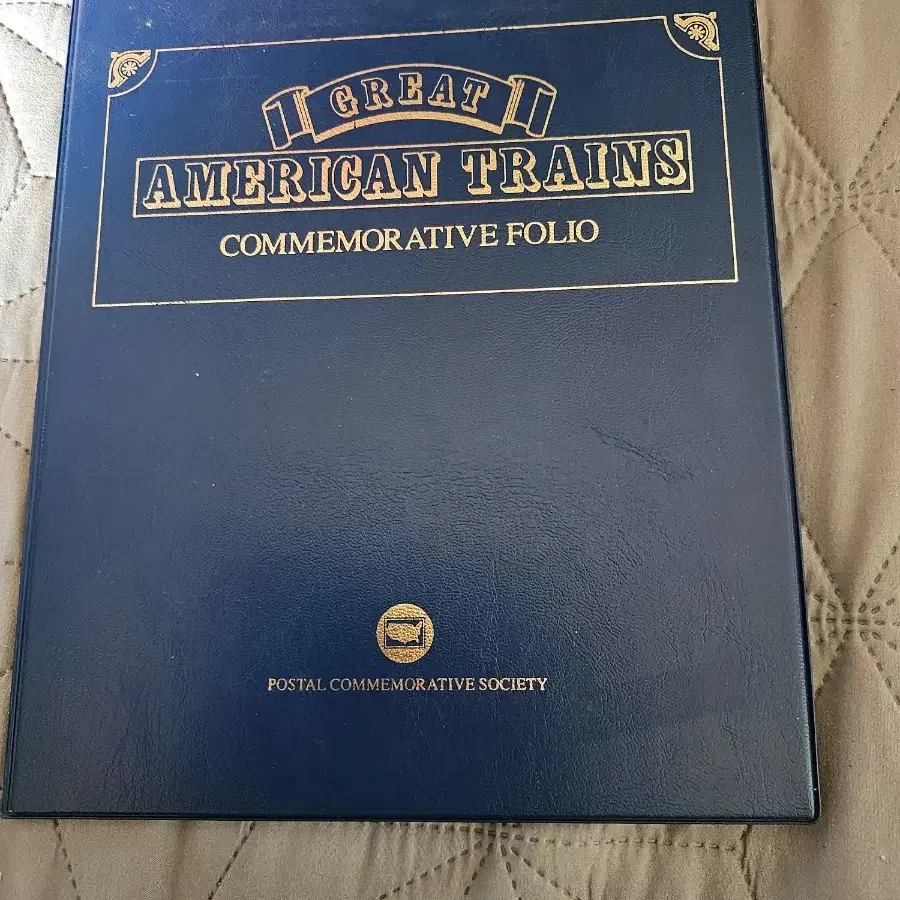 GREAT
AMERICAN TRAINS
COMMEMORATIVE FOLIO
POSTAL COMMEMORATIVE SOCIETY